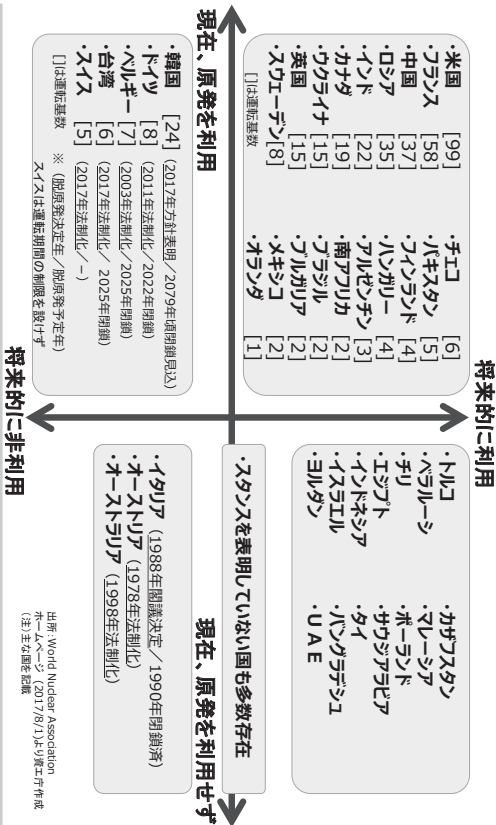 将来的に利用
現在、原発を利用
・米国 [99]
・フランス [58]
・中国 [37]
・ロシア [35]
・インド [22]
・カナダ [19]
・ウクライナ [15]
・英国 [15]
・スウェーデン[8]
[]は運転基数
・チェコ [6]
・パキスタン [5]
・フィンランド [4]
・ハンガリー [4]
・アルゼンチン [3]
・南アフリカ [2]
・ブラジル [2]
・ブルガリア [2]
・メキシコ [2]
・オランダ [1]
・トルコ
・ベラルーシ
・チリ
・エジプト
・インドネシア
・イスラエル
・ヨルダン
・カザフスタン
・マレーシア
・ポーランド
・サウジアラビア
・タイ
・バングラデシュ
・UAE
・スタンスを表明していない国も多数存在
現在、原発を利用せず
・韓国 [24] (2017年方針表明/2079年頃閉鎖見込)
・ドイツ [8] (2011年法制化/2022年閉鎖)
・ベルギー [7] (2003年法制化/2025年閉鎖)
・台湾 [6] (2017年法制化/ 2025年閉鎖)
・スイス [5] (2017年法制化/ー)
[]は運転基数 ※(脱原発決定年/脱原発予定年)
スイスは運転期間の制限を設けず
・イタリア (1988年閣議決定/1990年閉鎖済)
・オーストリア (1978年法制化)
・オーストラリア (1998年法制化)
将来的に非利用
出所:World Nuclear Association
ホームページ (2017/8/1)より資エ庁作成
(注)主な国を記載